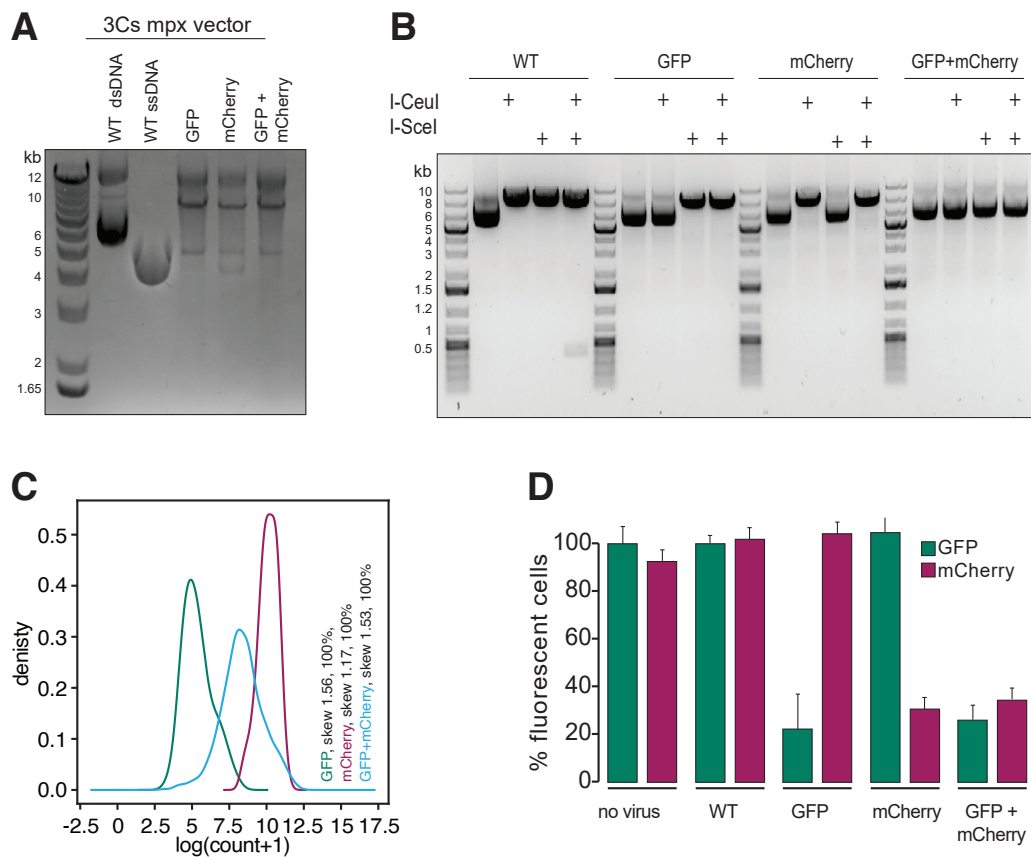 A
3Cs mpx vector
WT dsDNA
WT ssDNA
GFP
mCherry
GFP +
mCherry
kb
12
10
6
5
4
3
2
1.65
B
WT GFP mCherry GFP+mCherry
I-CeuI + + + + + + + +
I-SceI + + + + + + + +
kb
10
8
6
5
4
3
2
1.5
1.2
1
0.5
C
denisty
0.5
0.4
0.3
0.2
0.1
0.0
-2.5 0 2.5 5 7.5 10 12.5 15 17.5
log(count+1)
GFP, skew 1.56, 100%,
mCherry, skew 1.17, 100%
GFP+mCherry, skew 1.53, 100%
D
% fluorescent cells
100
80
60
40
20
0
GFP
mCherry
no virus WT GFP mCherry GFP +
mCherry